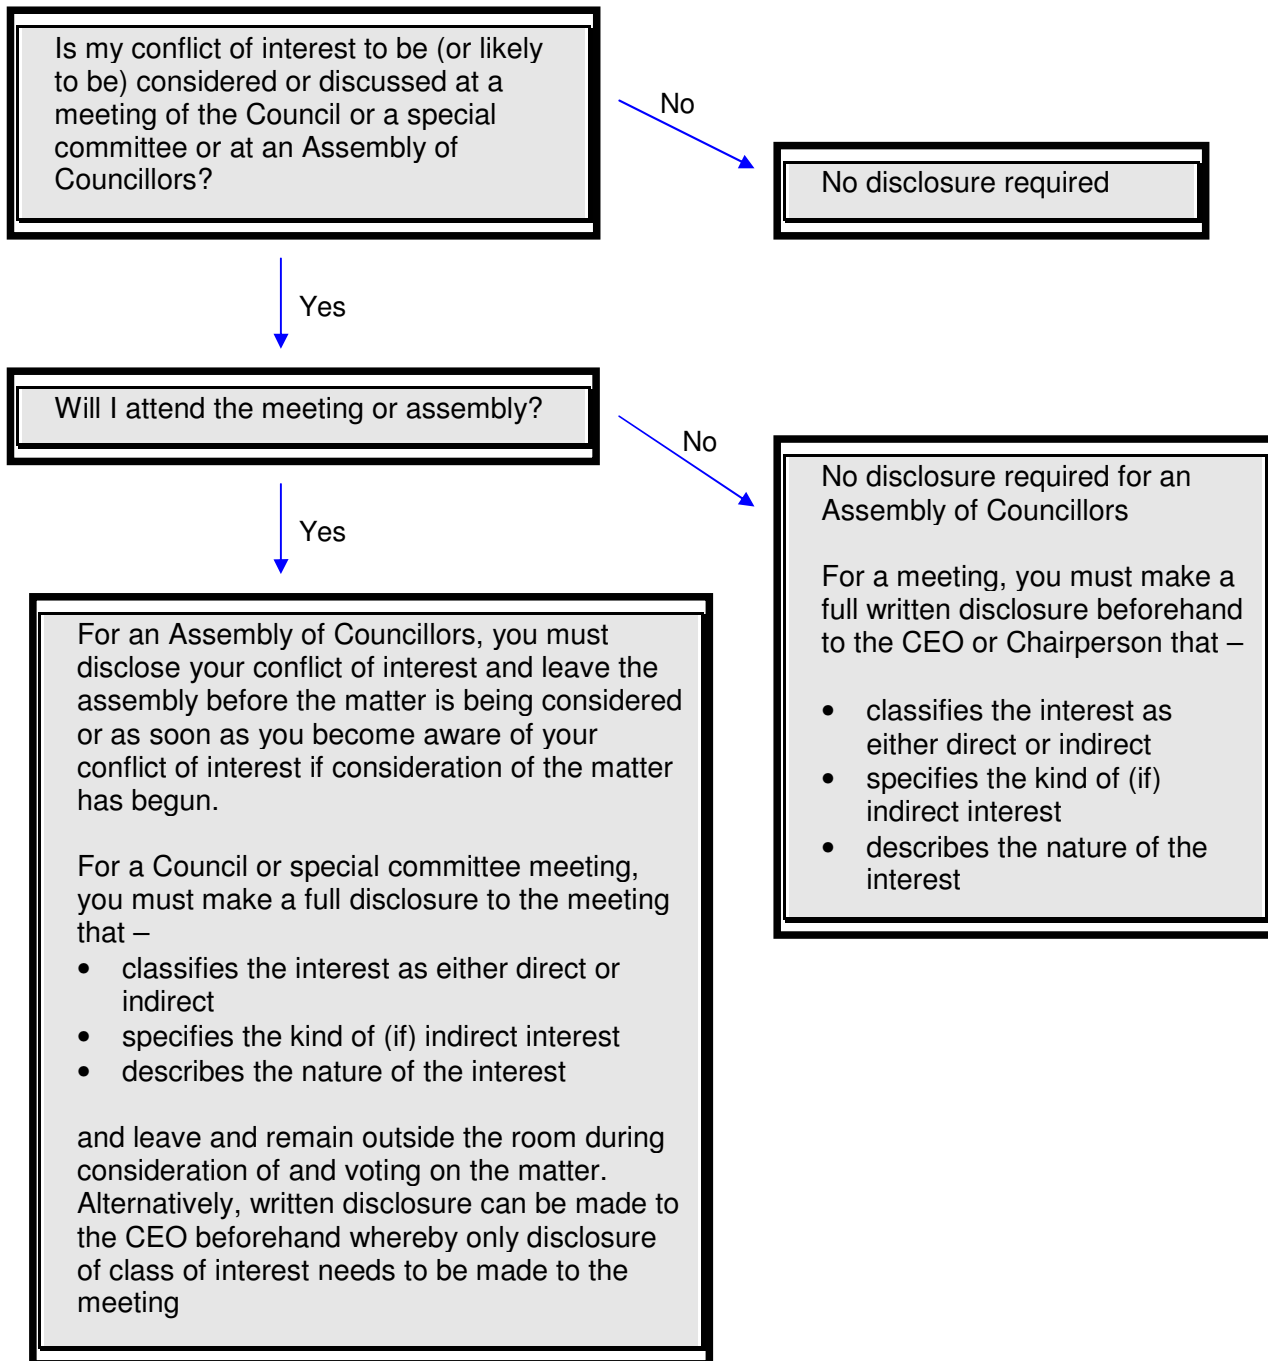 Is my conflict of interest to be (or likely
to be) considered or discussed at a
meeting of the Council or a special
committee or at an Assembly of
Councillors?
No
No disclosure required
Yes
Will I attend the meeting or assembly?
No
No disclosure required for an
Assembly of Councillors
For a meeting, you must make a
full written disclosure beforehand
to the CEO or Chairperson that –
• classifies the interest as
either direct or indirect
• specifies the kind of (if)
indirect interest
• describes the nature of the
interest
Yes
For an Assembly of Councillors, you must
disclose your conflict of interest and leave the
assembly before the matter is being considered
or as soon as you become aware of your
conflict of interest if consideration of the matter
has begun.
For a Council or special committee meeting,
you must make a full disclosure to the meeting
that –
• classifies the interest as either direct or
indirect
• specifies the kind of (if) indirect interest
• describes the nature of the interest
and leave and remain outside the room during
consideration of and voting on the matter.
Alternatively, written disclosure can be made to
the CEO beforehand whereby only disclosure
of class of interest needs to be made to the
meeting